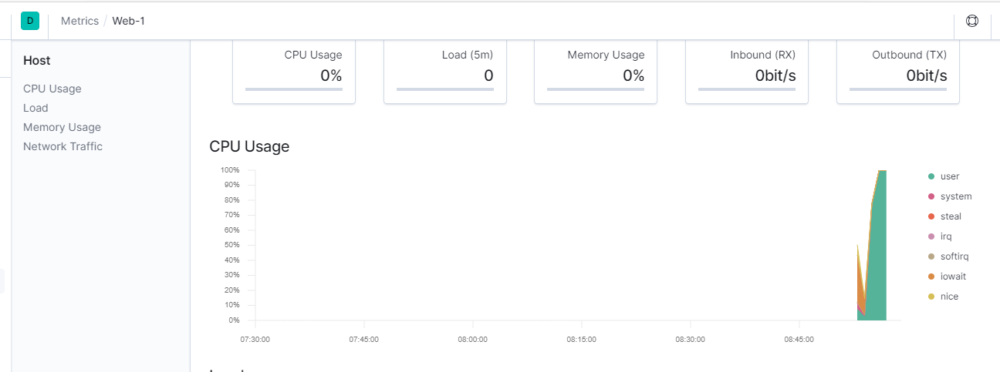 D Metrics / Web-1
Host
CPU Usage
Load
Memory Usage
Network Traffic
CPU Usage
0%
Load (5m)
0
Memory Usage
0%
Inbound (RX)
0bit/s
Outbound (TX)
0bit/s
CPU Usage
100%
90%
80%
70%
60%
50%
40%
30%
20%
10%
0%
07:30:00 07:45:00 08:00:00 08:15:00 08:30:00 08:45:00
user
system
steal
irq
softirq
iowait
nice